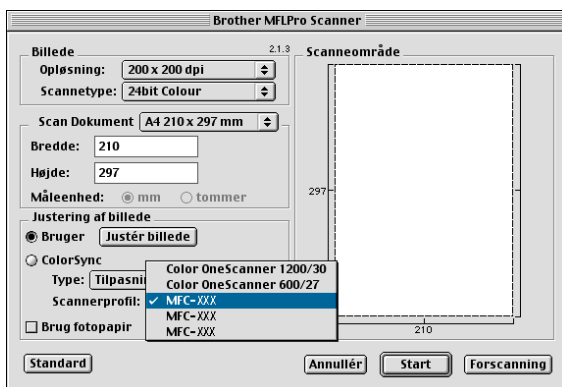 Brother MFLPro Scanner
Billede
2.1.3
Opløsning: 200 x 200 dpi
Scannetype: 24bit Colour
Scan Dokument A4 210 x 297 mm
Bredde: 210
Højde: 297
Måleenhed: mm tommer
Justering af billede
Bruger Justér billede
ColorSync
Type: Tilpasni
Scannerprofil:
Color OneScanner 1200/30
Color OneScanner 600/27
✓ MFC-XXX
MFC-XXX
MFC-XXX
Brug fotopapir
Scanneområde
297
210
Standard
Annullér Start Forscanning